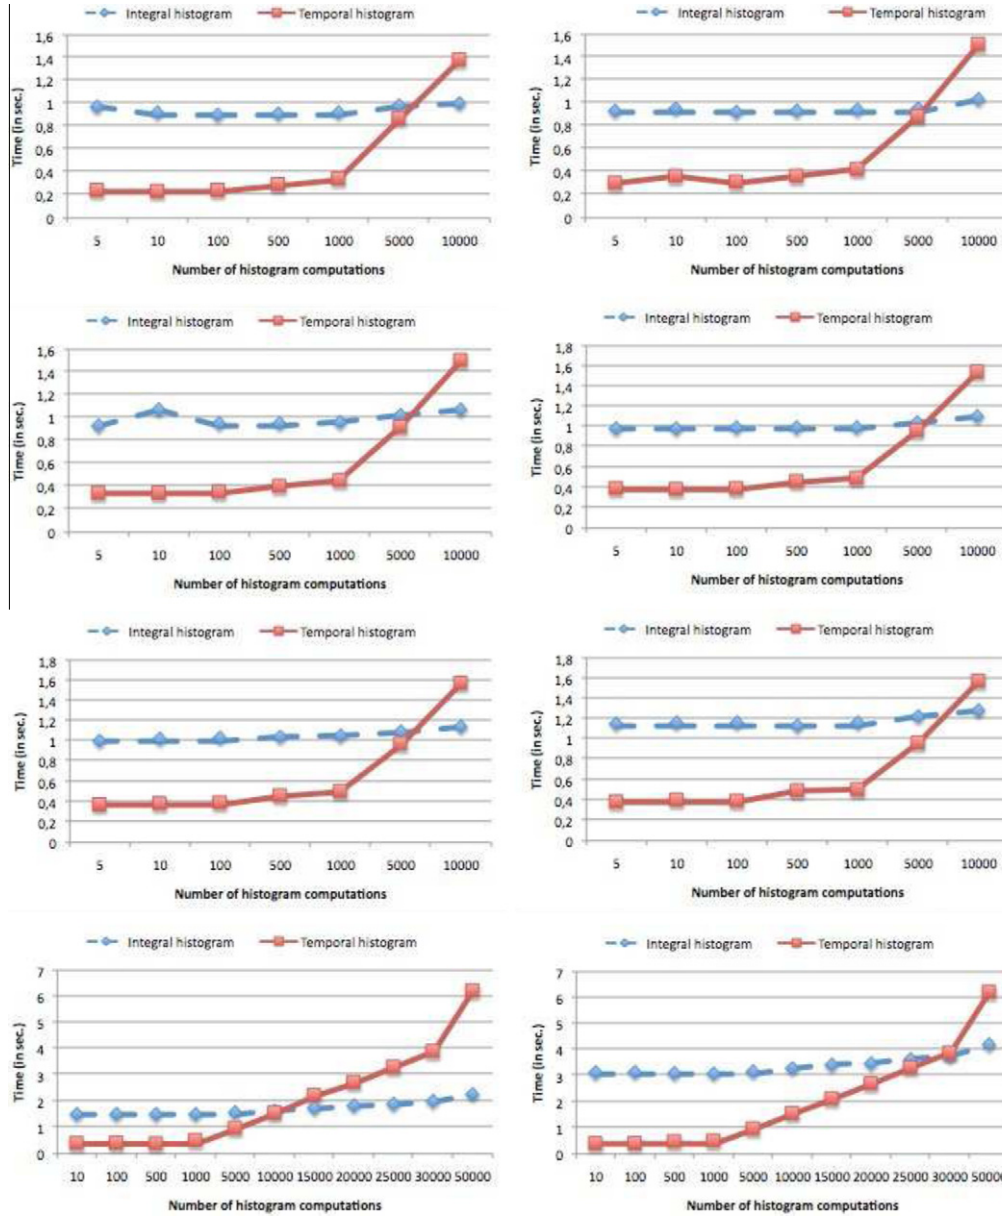 Integral histogram Temporal histogram
1,6
1,4
1,2
1
0,8
0,6
0,4
0,2
0
Time (in sec.)
5 10 100 500 1000 5000 10000
Number of histogram computations
Integral histogram Temporal histogram
1,6
1,4
1,2
1
0,8
0,6
0,4
0,2
0
Time (in sec.)
5 10 100 500 1000 5000 10000
Number of histogram computations
Integral histogram Temporal histogram
1,6
1,4
1,2
1
0,8
0,6
0,4
0,2
0
Time (in sec.)
5 10 100 500 1000 5000 10000
Number of histogram computations
Integral histogram Temporal histogram
1,8
1,6
1,4
1,2
1
0,8
0,6
0,4
0,2
0
Time (in sec.)
5 10 100 500 1000 5000 10000
Number of histogram computations
Integral histogram Temporal histogram
1,8
1,6
1,4
1,2
1
0,8
0,6
0,4
0,2
0
Time (in sec.)
5 10 100 500 1000 5000 10000
Number of histogram computations
Integral histogram Temporal histogram
1,8
1,6
1,4
1,2
1
0,8
0,6
0,4
0,2
0
Time (in sec.)
5 10 100 500 1000 5000 10000
Number of histogram computations
Integral histogram Temporal histogram
7
6
5
4
3
2
1
0
Time (in sec.)
10 100 500 1000 5000 10000 15000 20000 25000 30000 50000
Number of histogram computations
Integral histogram Temporal histogram
7
6
5
4
3
2
1
0
Time (in sec.)
10 100 500 1000 5000 10000 15000 20000 25000 30000 50000
Number of histogram computations